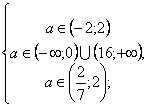 a ∈ (−2; 2)
a ∈ (−∞; 0) ⋃ (16; +∞),
a ∈ (2/7; 2);